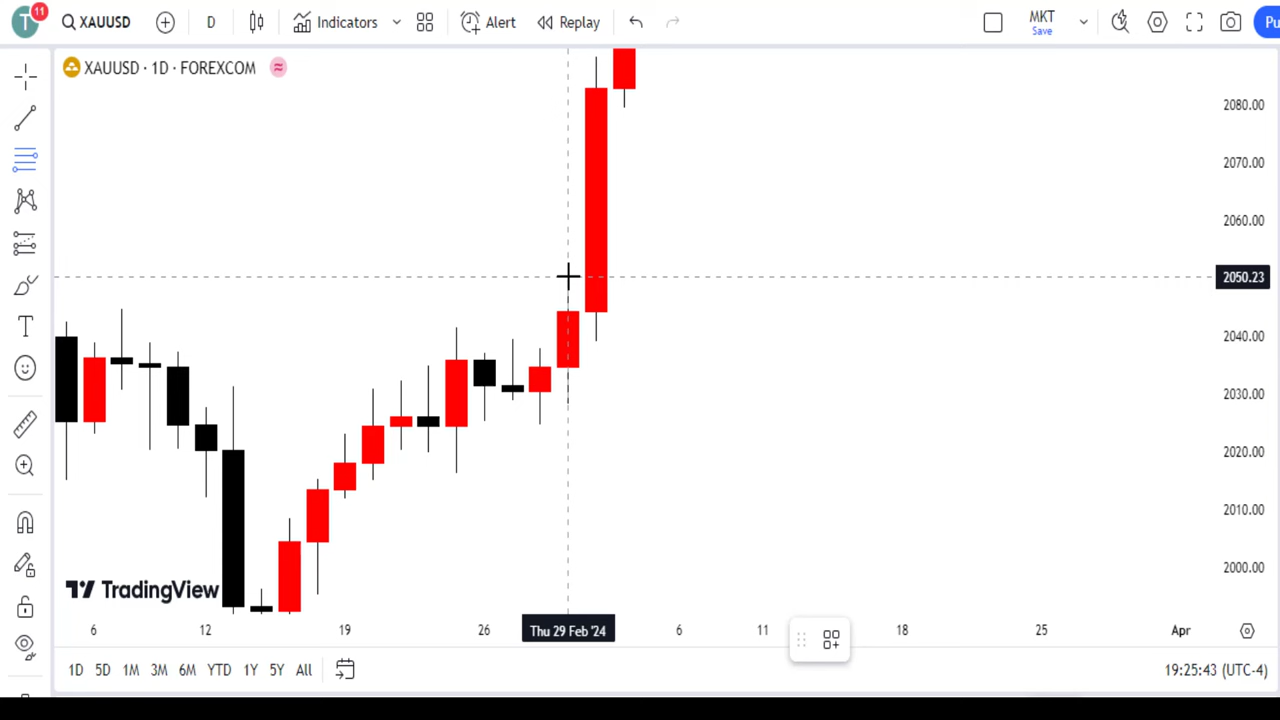 T 11 XAUUSD D Indicators Alert Replay MKT Pu
Save
XAUUSD · 1D · FOREXCOM ≈
2080.00
2070.00
2060.00
2050.23
2040.00
2030.00
2020.00
2010.00
2000.00
T
TradingView
6 12 19 26 Thu 29 Feb '24 6 11 18 25 Apr
1D 5D 1M 3M 6M YTD 1Y 5Y All 19:25:43 (UTC-4)